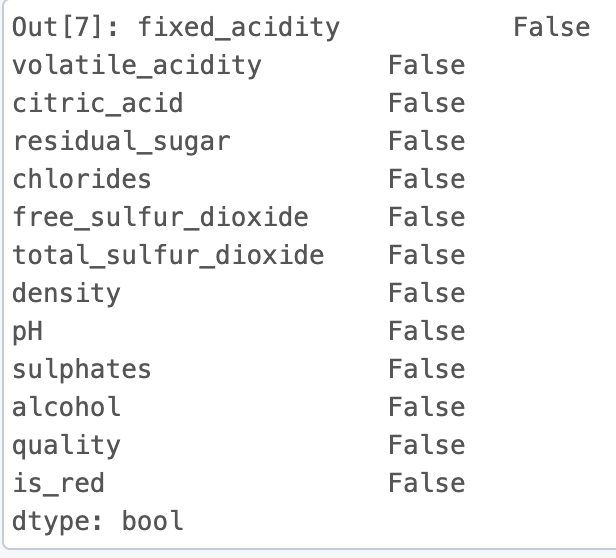 Out[7]: fixed_acidity           False
volatile_acidity        False
citric_acid             False
residual_sugar          False
chlorides               False
free_sulfur_dioxide     False
total_sulfur_dioxide    False
density                 False
pH                      False
sulphates               False
alcohol                 False
quality                 False
is_red                  False
dtype: bool